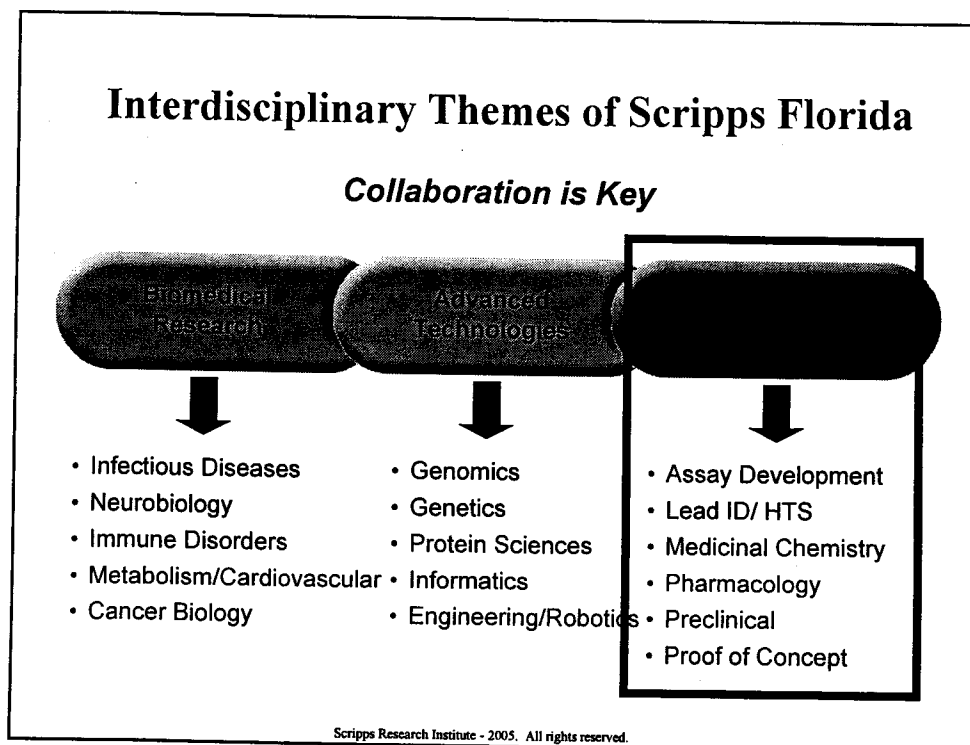 Interdisciplinary Themes of Scripps Florida
Collaboration is Key
Biomedical
Research
Advanced
Technologies
• Infectious Diseases
• Neurobiology
• Immune Disorders
• Metabolism/Cardiovascular
• Cancer Biology
• Genomics
• Genetics
• Protein Sciences
• Informatics
• Engineering/Robotics
• Assay Development
• Lead ID/ HTS
• Medicinal Chemistry
• Pharmacology
• Preclinical
• Proof of Concept
Scripps Research Institute - 2005. All rights reserved.